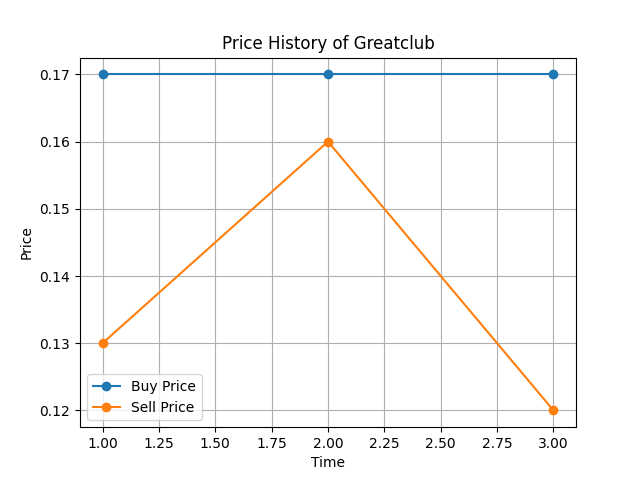 Price History of Greatclub
0.17
0.16
0.15
0.14
0.13
0.12
Price
Buy Price
Sell Price
1.00 1.25 1.50 1.75 2.00 2.25 2.50 2.75 3.00
Time